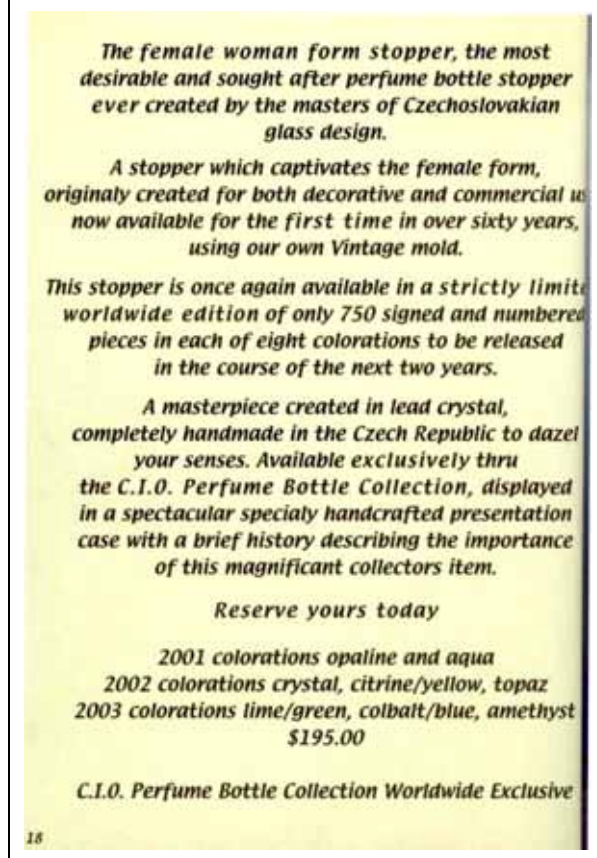 The female woman form stopper, the most
desirable and sought after perfume bottle stopper
ever created by the masters of Czechoslovakian
glass design.
A stopper which captivates the female form,
originaly created for both decorative and commercial us
now available for the first time in over sixty years,
using our own Vintage mold.
This stopper is once again available in a strictly limite
worldwide edition of only 750 signed and numbered
pieces in each of eight colorations to be released
in the course of the next two years.
A masterpiece created in lead crystal,
completely handmade in the Czech Republic to dazel
your senses. Available exclusively thru
the C.I.O. Perfume Bottle Collection, displayed
in a spectacular specialy handcrafted presentation
case with a brief history describing the importance
of this magnificant collectors item.
Reserve yours today
2001 colorations opaline and aqua
2002 colorations crystal, citrine/yellow, topaz
2003 colorations lime/green, colbalt/blue, amethyst
$195.00
C.I.O. Perfume Bottle Collection Worldwide Exclusive
18